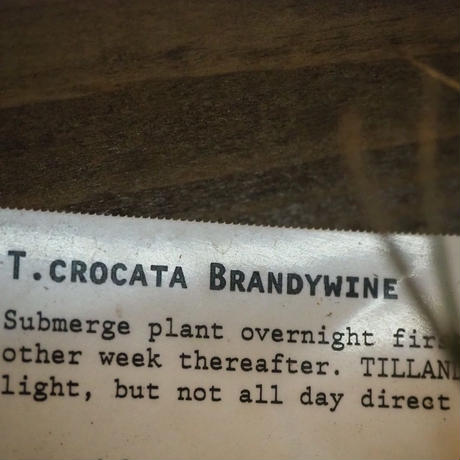 T.CROCATA BRANDYWINE
Submerge plant overnight
other week thereafter.
light, but not all day direct